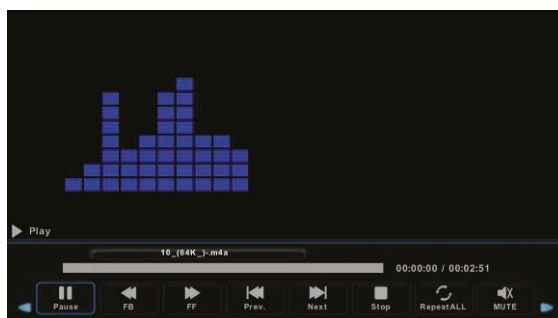 Play
10_(64K_)-.m4a
00:00:00 / 00:02:51
Pause FB FF Prev. Next Stop RepeatALL MUTE